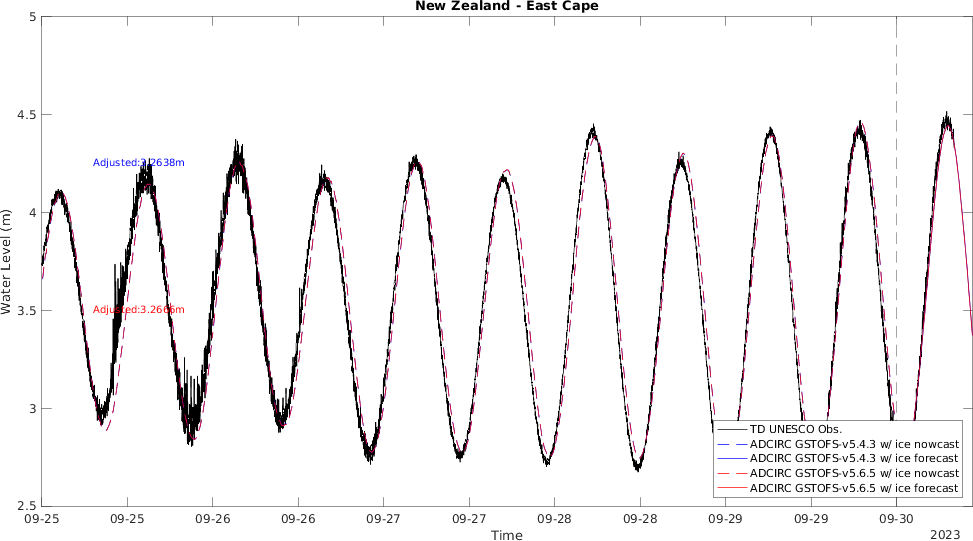 New Zealand - East Cape
Water Level (m)
5
4.5
4
3.5
3
2.5
Adjusted:3.2638m
Adjusted:3.2666m
TD UNESCO Obs.
ADCIRC GSTOFS-v5.4.3 w/ ice nowcast
ADCIRC GSTOFS-v5.4.3 w/ ice forecast
ADCIRC GSTOFS-v5.6.5 w/ ice nowcast
ADCIRC GSTOFS-v5.6.5 w/ ice forecast
09-25 09-25 09-26 09-26 09-27 09-27 09-28 09-28 09-29 09-29 09-30
Time
2023